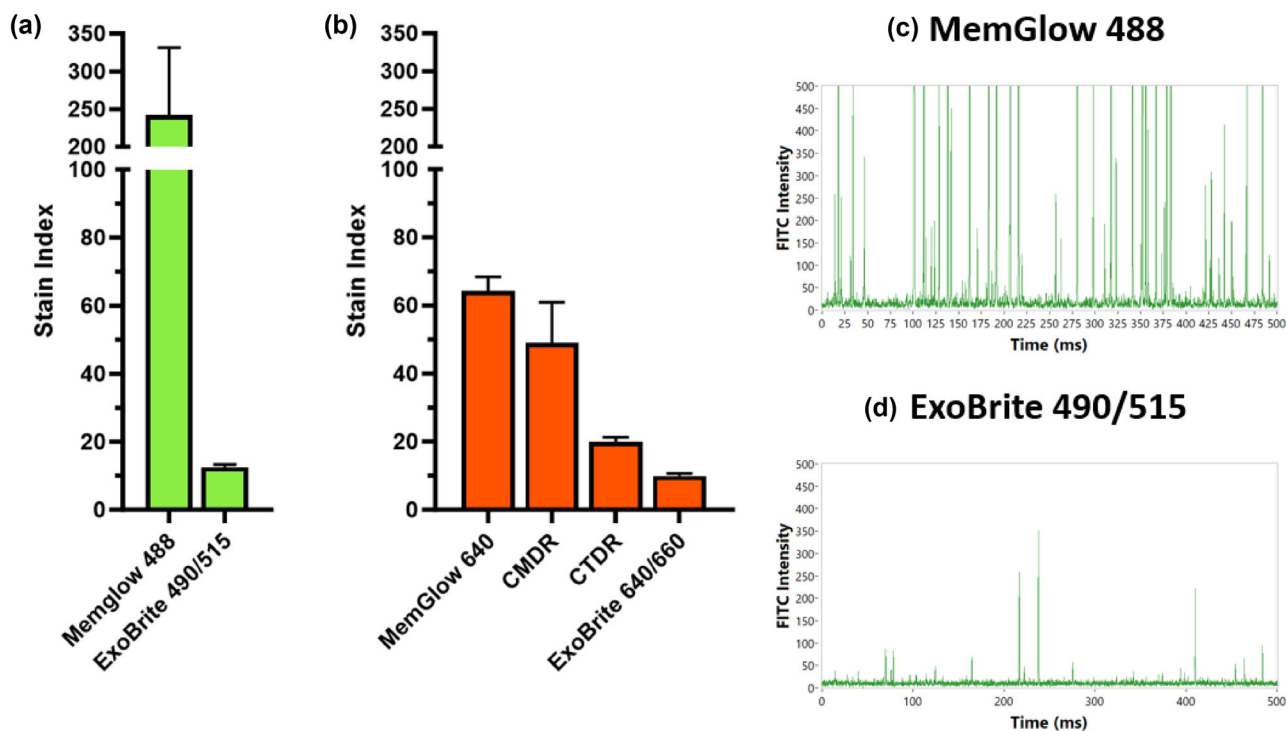 (a)
350
300
250
200
100
80
60
40
20
0
Stain Index
Memglow 488
ExoBrite 490/515
(b)
350
300
250
200
100
80
60
40
20
0
Stain Index
MemGlow 640
CMDR
CTDR
ExoBrite 640/660
(c) MemGlow 488
500
450
400
350
300
250
200
150
100
50
0
FITC Intensity
0 25 50 75 100 125 150 175 200 225 250 275 300 325 350 375 400 425 450 475 500
Time (ms)
(d) ExoBrite 490/515
500
450
400
350
300
250
200
150
100
50
0
FITC Intensity
0 100 200 300 400 500
Time (ms)